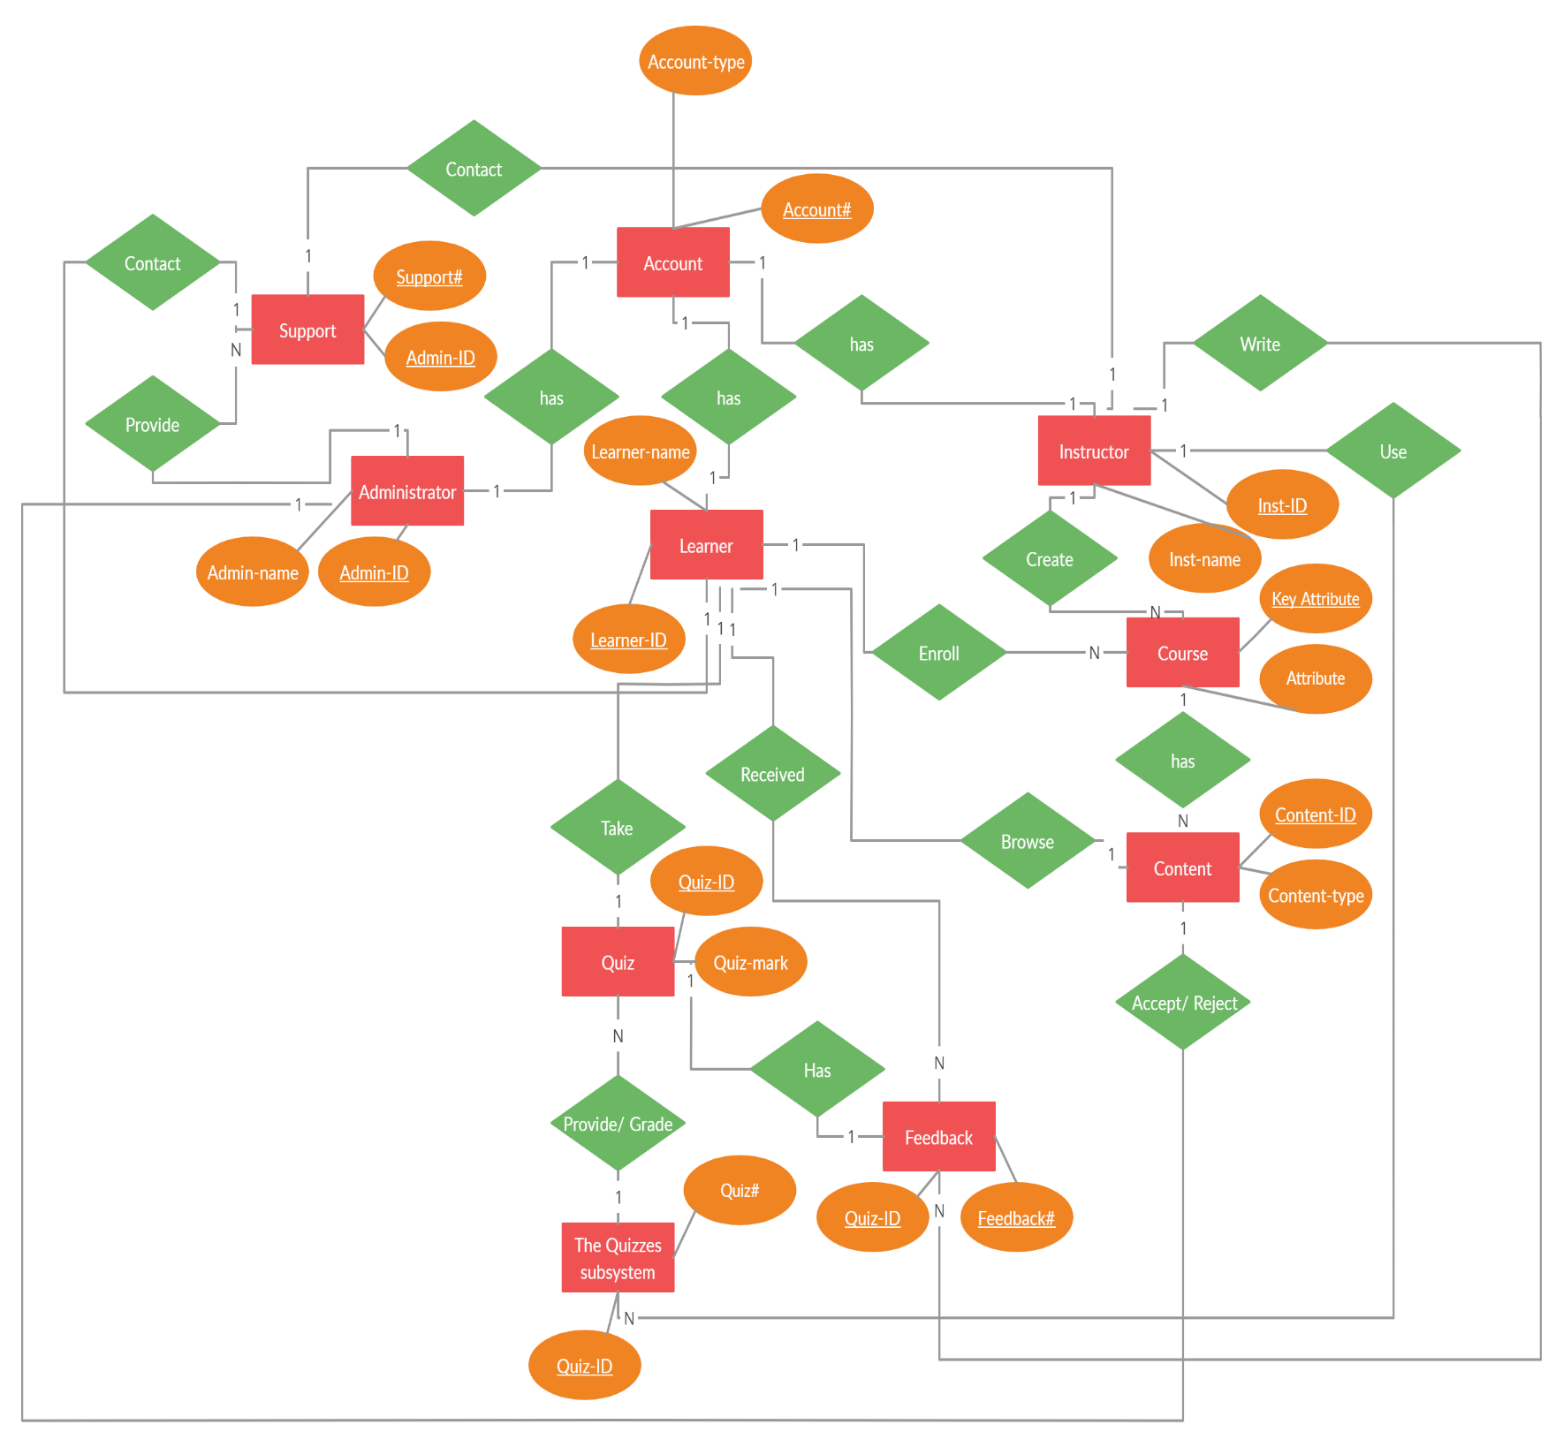 Account-type
Contact
Account#
1
Contact
1
1
Account
1
Support#
1
1
Support
N
Admin-ID
has
Write
1
has
has
Provide
1
1
1
1
Learner-name
Instructor
1
Use
1
Administrator
1
1
1
Inst-ID
Learner
1
Create
Inst-name
Admin-name
Admin-ID
1
Key Attribute
N
1
1
1
Learner-ID
Enroll
N
Course
Attribute
1
has
Received
Content-ID
N
Take
Browse
1
Content
Quiz-ID
Content-type
1
1
Quiz
Quiz-mark
1
Accept/ Reject
N
N
Has
Provide/ Grade
1
Feedback
Quiz#
1
Quiz-ID
N
Feedback#
The Quizzes
subsystem
N
Quiz-ID